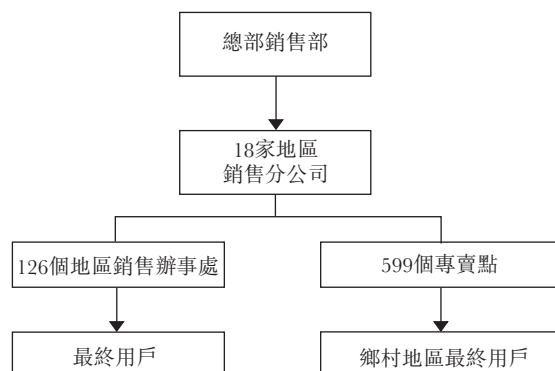 總部銷售部
18家地區
銷售分公司
126個地區銷售辦事處
599個專賣點
最終用戶
鄉村地區最終用戶